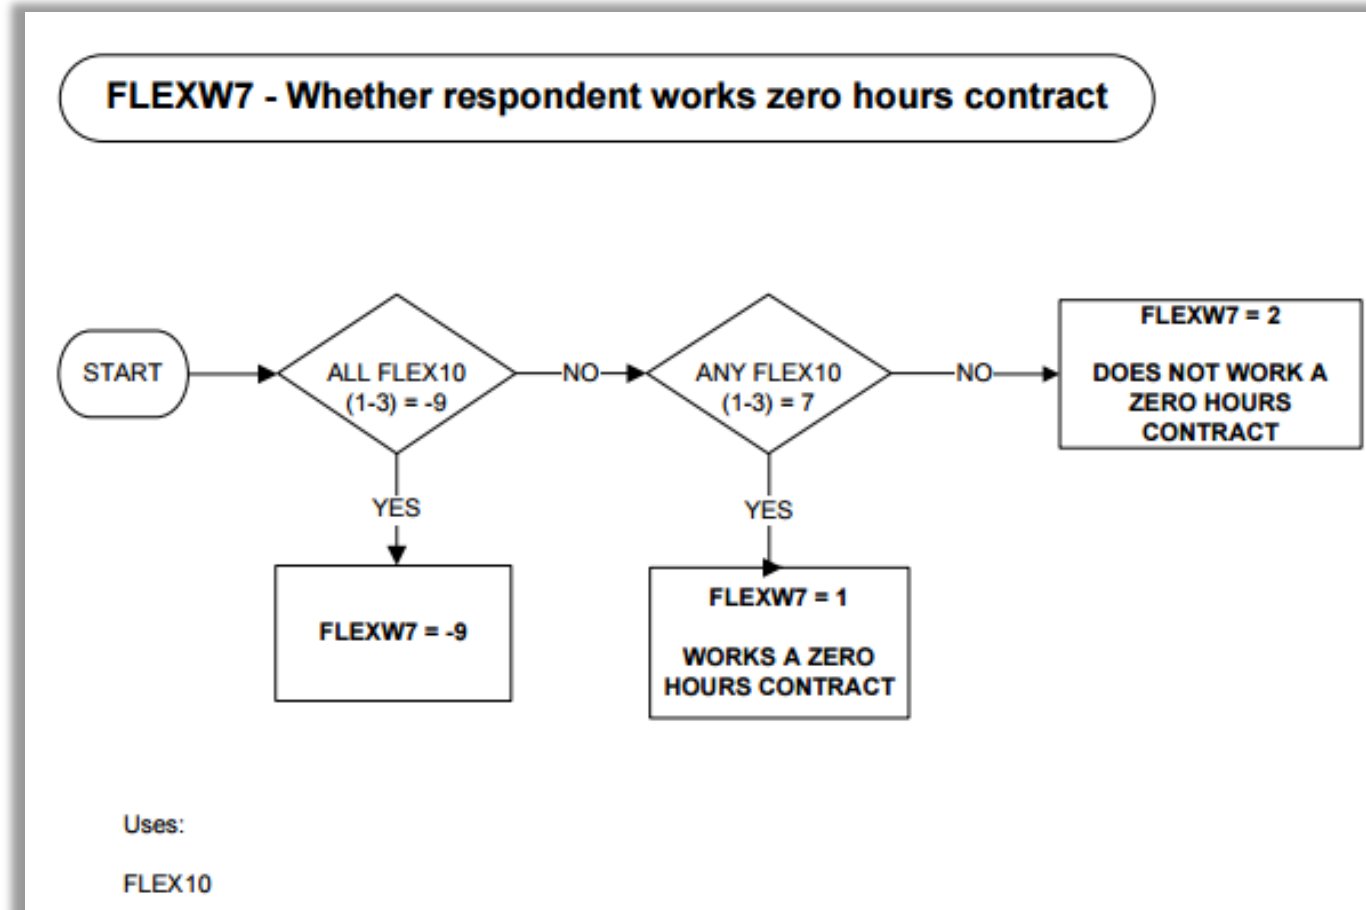 FLEXW7 - Whether respondent works zero hours contract
START
ALL FLEX10
(1-3) = -9
NO
ANY FLEX10
(1-3) = 7
NO
FLEXW7 = 2
DOES NOT WORK A
ZERO HOURS
CONTRACT
YES
YES
FLEXW7 = -9
FLEXW7 = 1
WORKS A ZERO
HOURS CONTRACT
Uses:
FLEX10